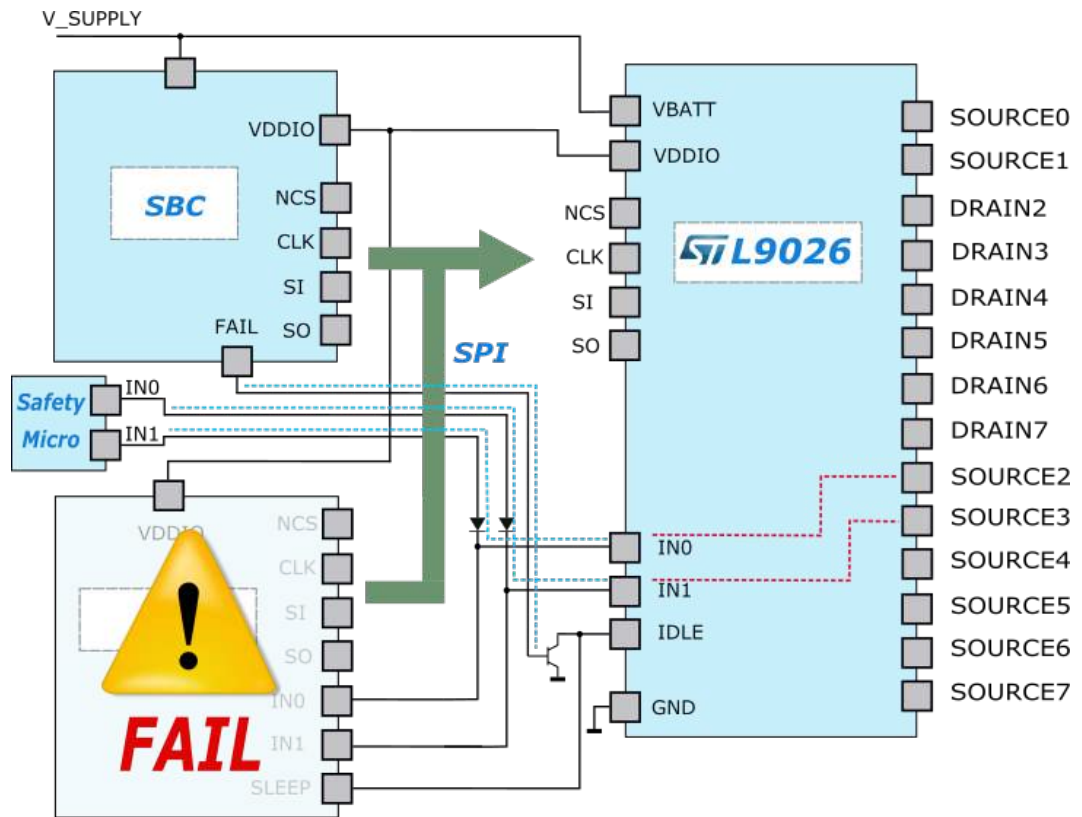 V_SUPPLY
VDDIO
NCS
CLK
SI
SO
FAIL
SBC
SPI
Safety
Micro
IN0
IN1
VDDIO
NCS
CLK
SI
SO
IN0
IN1
SLEEP
!
FAIL
VBATT
VDDIO
NCS
CLK
SI
SO
IN0
IN1
IDLE
GND
ST L9026
SOURCE0
SOURCE1
DRAIN2
DRAIN3
DRAIN4
DRAIN5
DRAIN6
DRAIN7
SOURCE2
SOURCE3
SOURCE4
SOURCE5
SOURCE6
SOURCE7